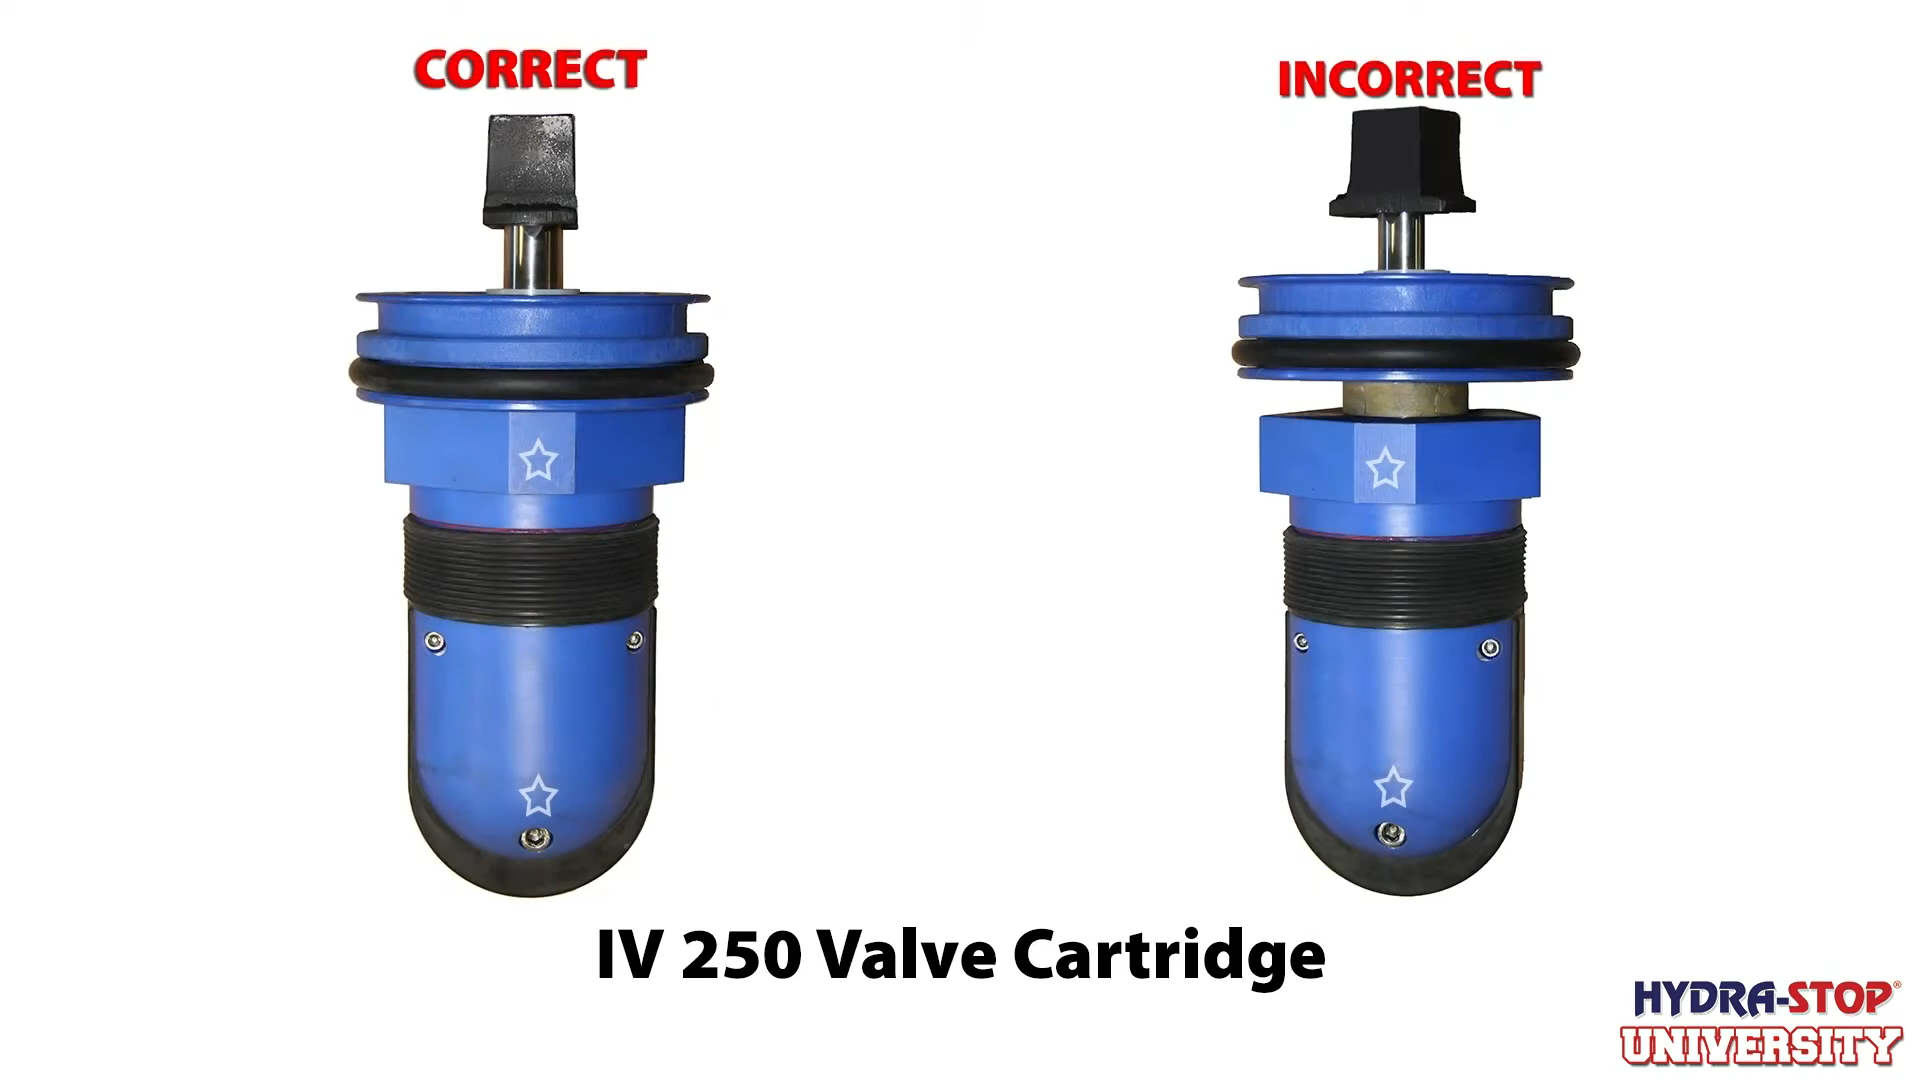 CORRECT
INCORRECT
IV 250 Valve Cartridge
HYDRA-STOP®
UNIVERSITY